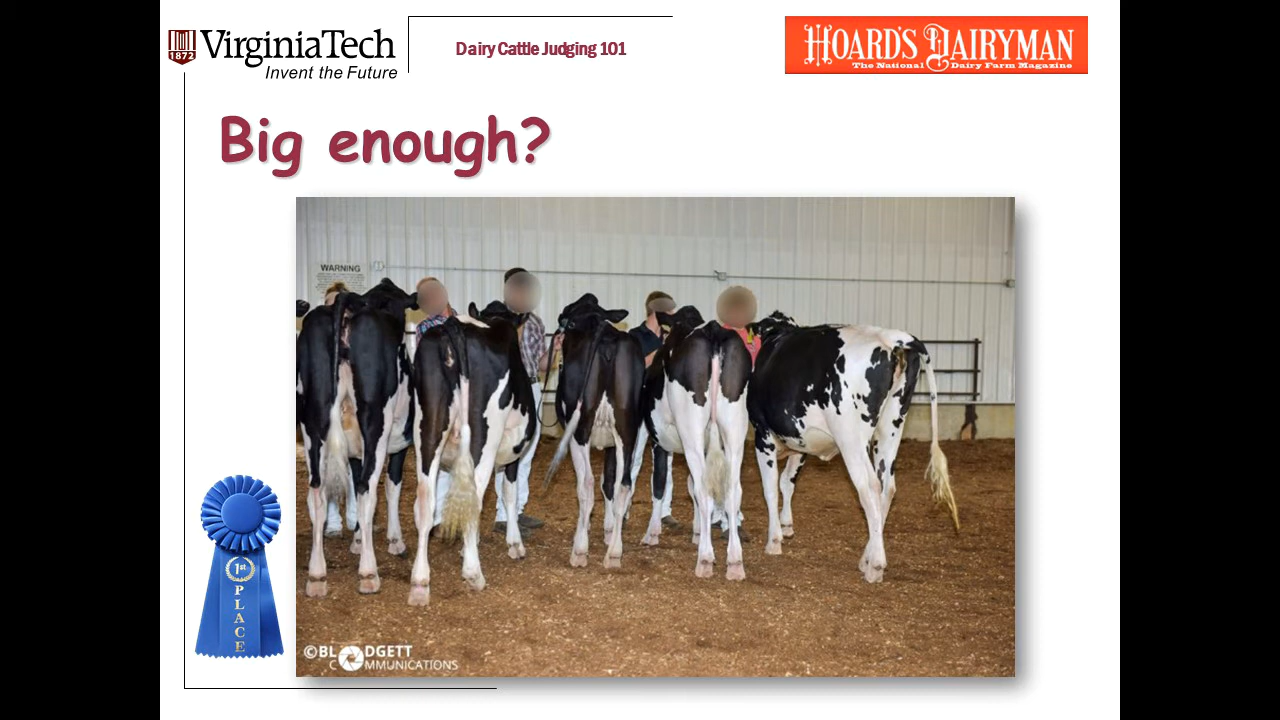 VirginiaTech
1872
Invent the Future
Dairy Cattle Judging 101
HOARD'S DAIRYMAN
The National Dairy Farm Magazine
Big enough?
WARNING
1st
PLACE
©BLODGETT
COMMUNICATIONS